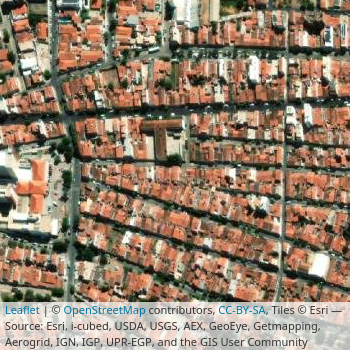 Leaflet | © OpenStreetMap contributors, CC-BY-SA, Tiles © Esri —
Source: Esri, i-cubed, USDA, USGS, AEX, GeoEye, Getmapping,
Aerogrid, IGN, IGP, UPR-EGP, and the GIS User Community